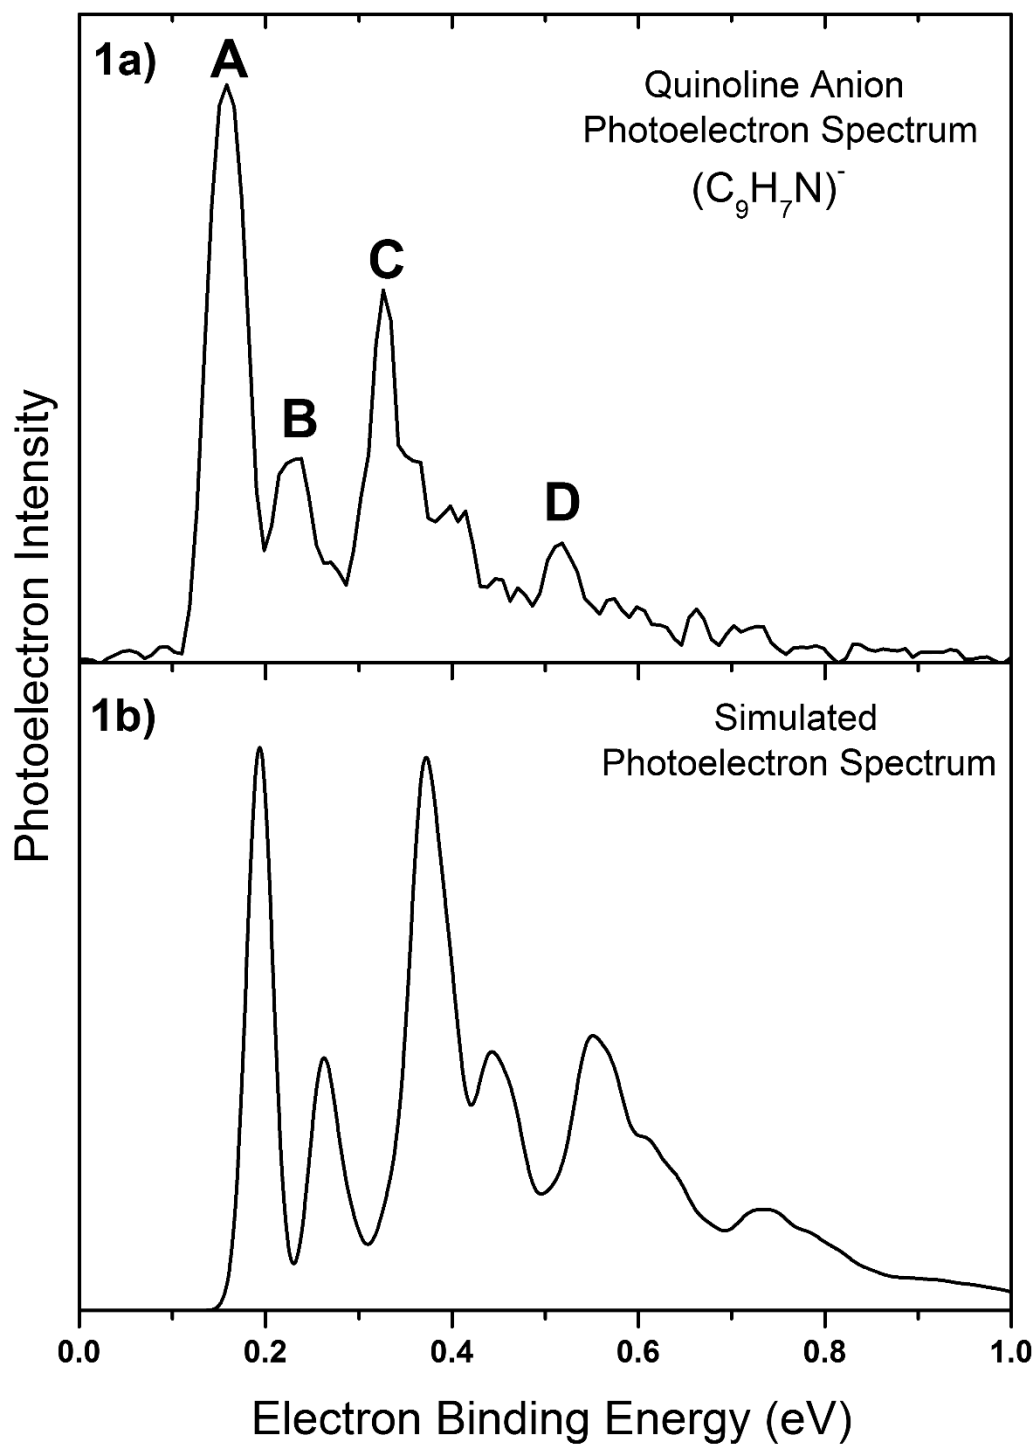 1a)
A
B
C
D
Quinoline Anion
Photoelectron Spectrum
(C₉H₇N)⁻
Photoelectron Intensity
1b)
Simulated
Photoelectron Spectrum
0.0 0.2 0.4 0.6 0.8 1.0
Electron Binding Energy (eV)